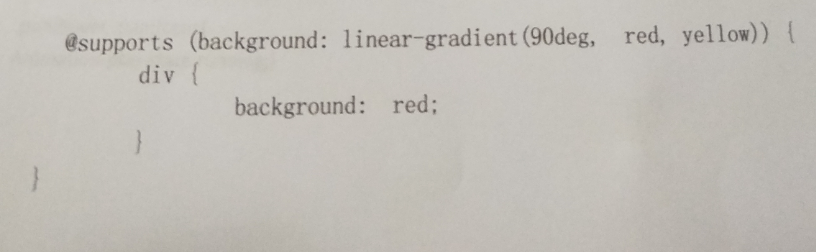 @supports (background: linear-gradient(90deg, red, yellow)) {
div {
background: red;
}
}